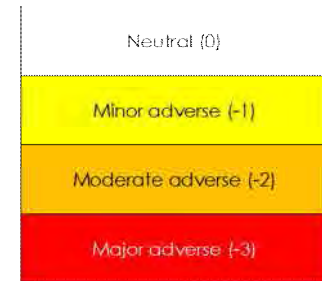 Neutral (0)
Minor adverse (-1)
Moderate adverse (-2)
Major adverse (-3)